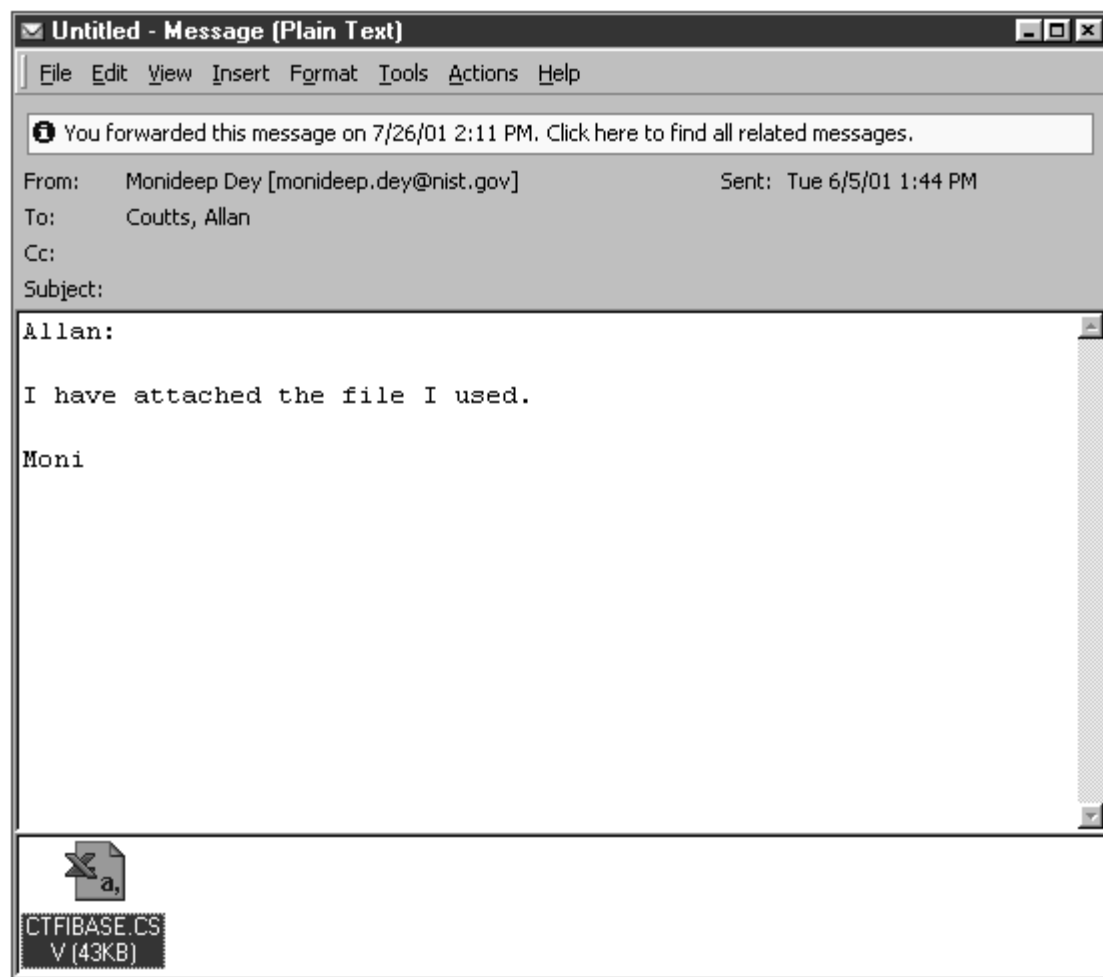 Untitled - Message (Plain Text)
File Edit View Insert Format Tools Actions Help
You forwarded this message on 7/26/01 2:11 PM. Click here to find all related messages.
From: Monideep Dey [monideep.dey@nist.gov] Sent: Tue 6/5/01 1:44 PM
To: Coutts, Allan
Cc:
Subject:
Allan:
I have attached the file I used.
Moni
a,
CTFIBASE.CS
V (43KB)